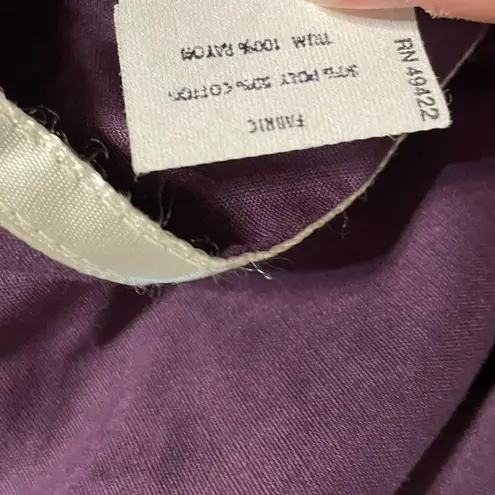 FABRIC
50% POLY 50% COTTON
TRIM 100% RAYON
RN 49422